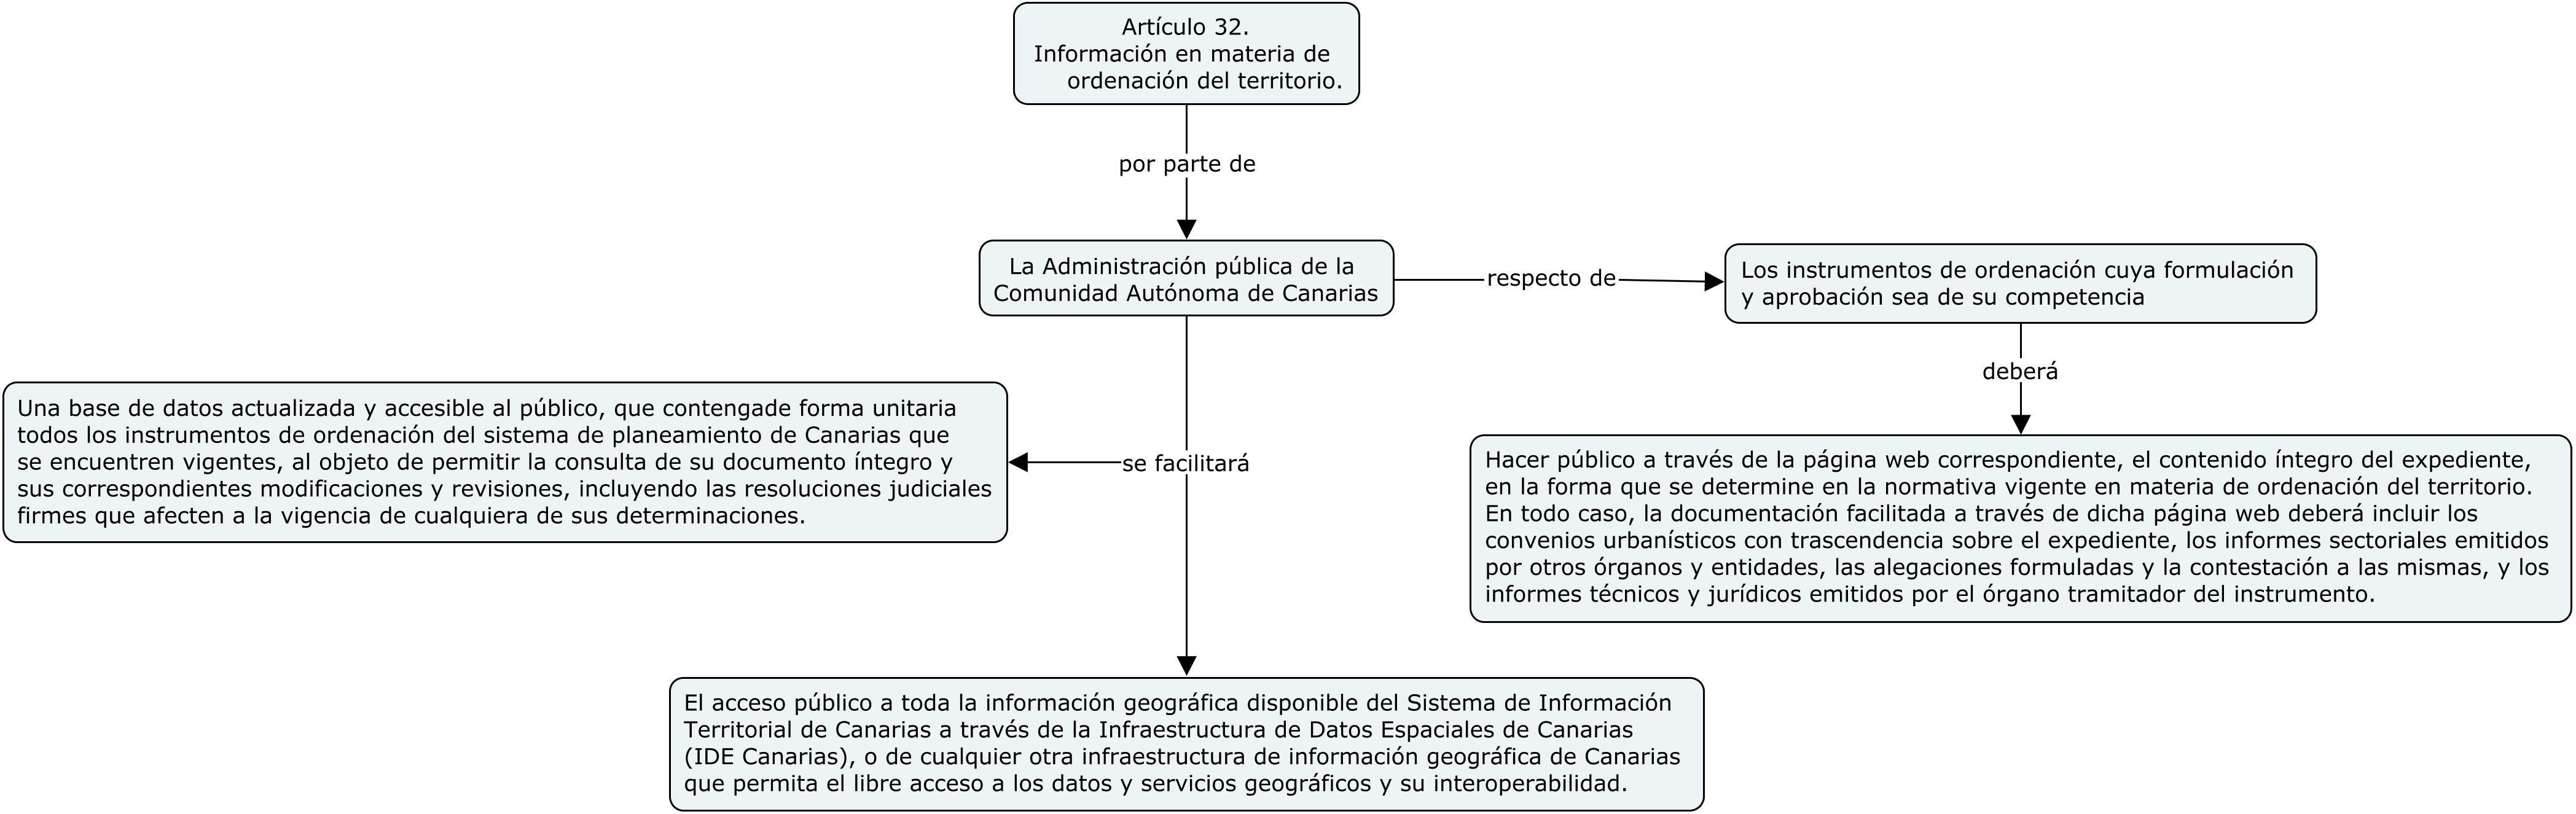 Artículo 32.
Información en materia de
ordenación del territorio.
por parte de
La Administración pública de la
Comunidad Autónoma de Canarias
respecto de
Los instrumentos de ordenación cuya formulación
y aprobación sea de su competencia
deberá
Hacer público a través de la página web correspondiente, el contenido íntegro del expediente,
en la forma que se determine en la normativa vigente en materia de ordenación del territorio.
En todo caso, la documentación facilitada a través de dicha página web deberá incluir los
convenios urbanísticos con trascendencia sobre el expediente, los informes sectoriales emitidos
por otros órganos y entidades, las alegaciones formuladas y la contestación a las mismas, y los
informes técnicos y jurídicos emitidos por el órgano tramitador del instrumento.
se facilitará
Una base de datos actualizada y accesible al público, que contengade forma unitaria
todos los instrumentos de ordenación del sistema de planeamiento de Canarias que
se encuentren vigentes, al objeto de permitir la consulta de su documento íntegro y
sus correspondientes modificaciones y revisiones, incluyendo las resoluciones judiciales
firmes que afecten a la vigencia de cualquiera de sus determinaciones.
El acceso público a toda la información geográfica disponible del Sistema de Información
Territorial de Canarias a través de la Infraestructura de Datos Espaciales de Canarias
(IDE Canarias), o de cualquier otra infraestructura de información geográfica de Canarias
que permita el libre acceso a los datos y servicios geográficos y su interoperabilidad.